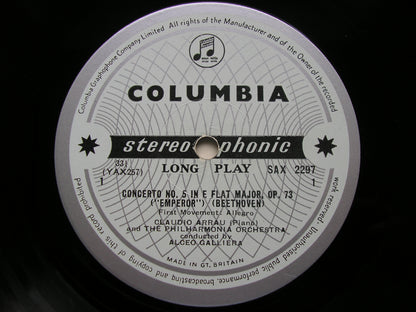 Columbia Graphophone Company Limited. All rights of the Manufacturer and of the Owner of the recorded work reserved. Unauthorised public performance, broadcasting and copying of this record prohibited
COLUMBIA
stereophonic
33⅓ LONG PLAY SAX 2297
(YAX257)
1 1
CONCERTO NO. 5 IN E FLAT MAJOR, OP. 73
("EMPEROR") (BEETHOVEN)
First Movement: Allegro
CLAUDIO ARRAU (Piano)
and THE PHILHARMONIA ORCHESTRA
conducted by
ALCEO GALLIERA
MADE IN GT. BRITAIN